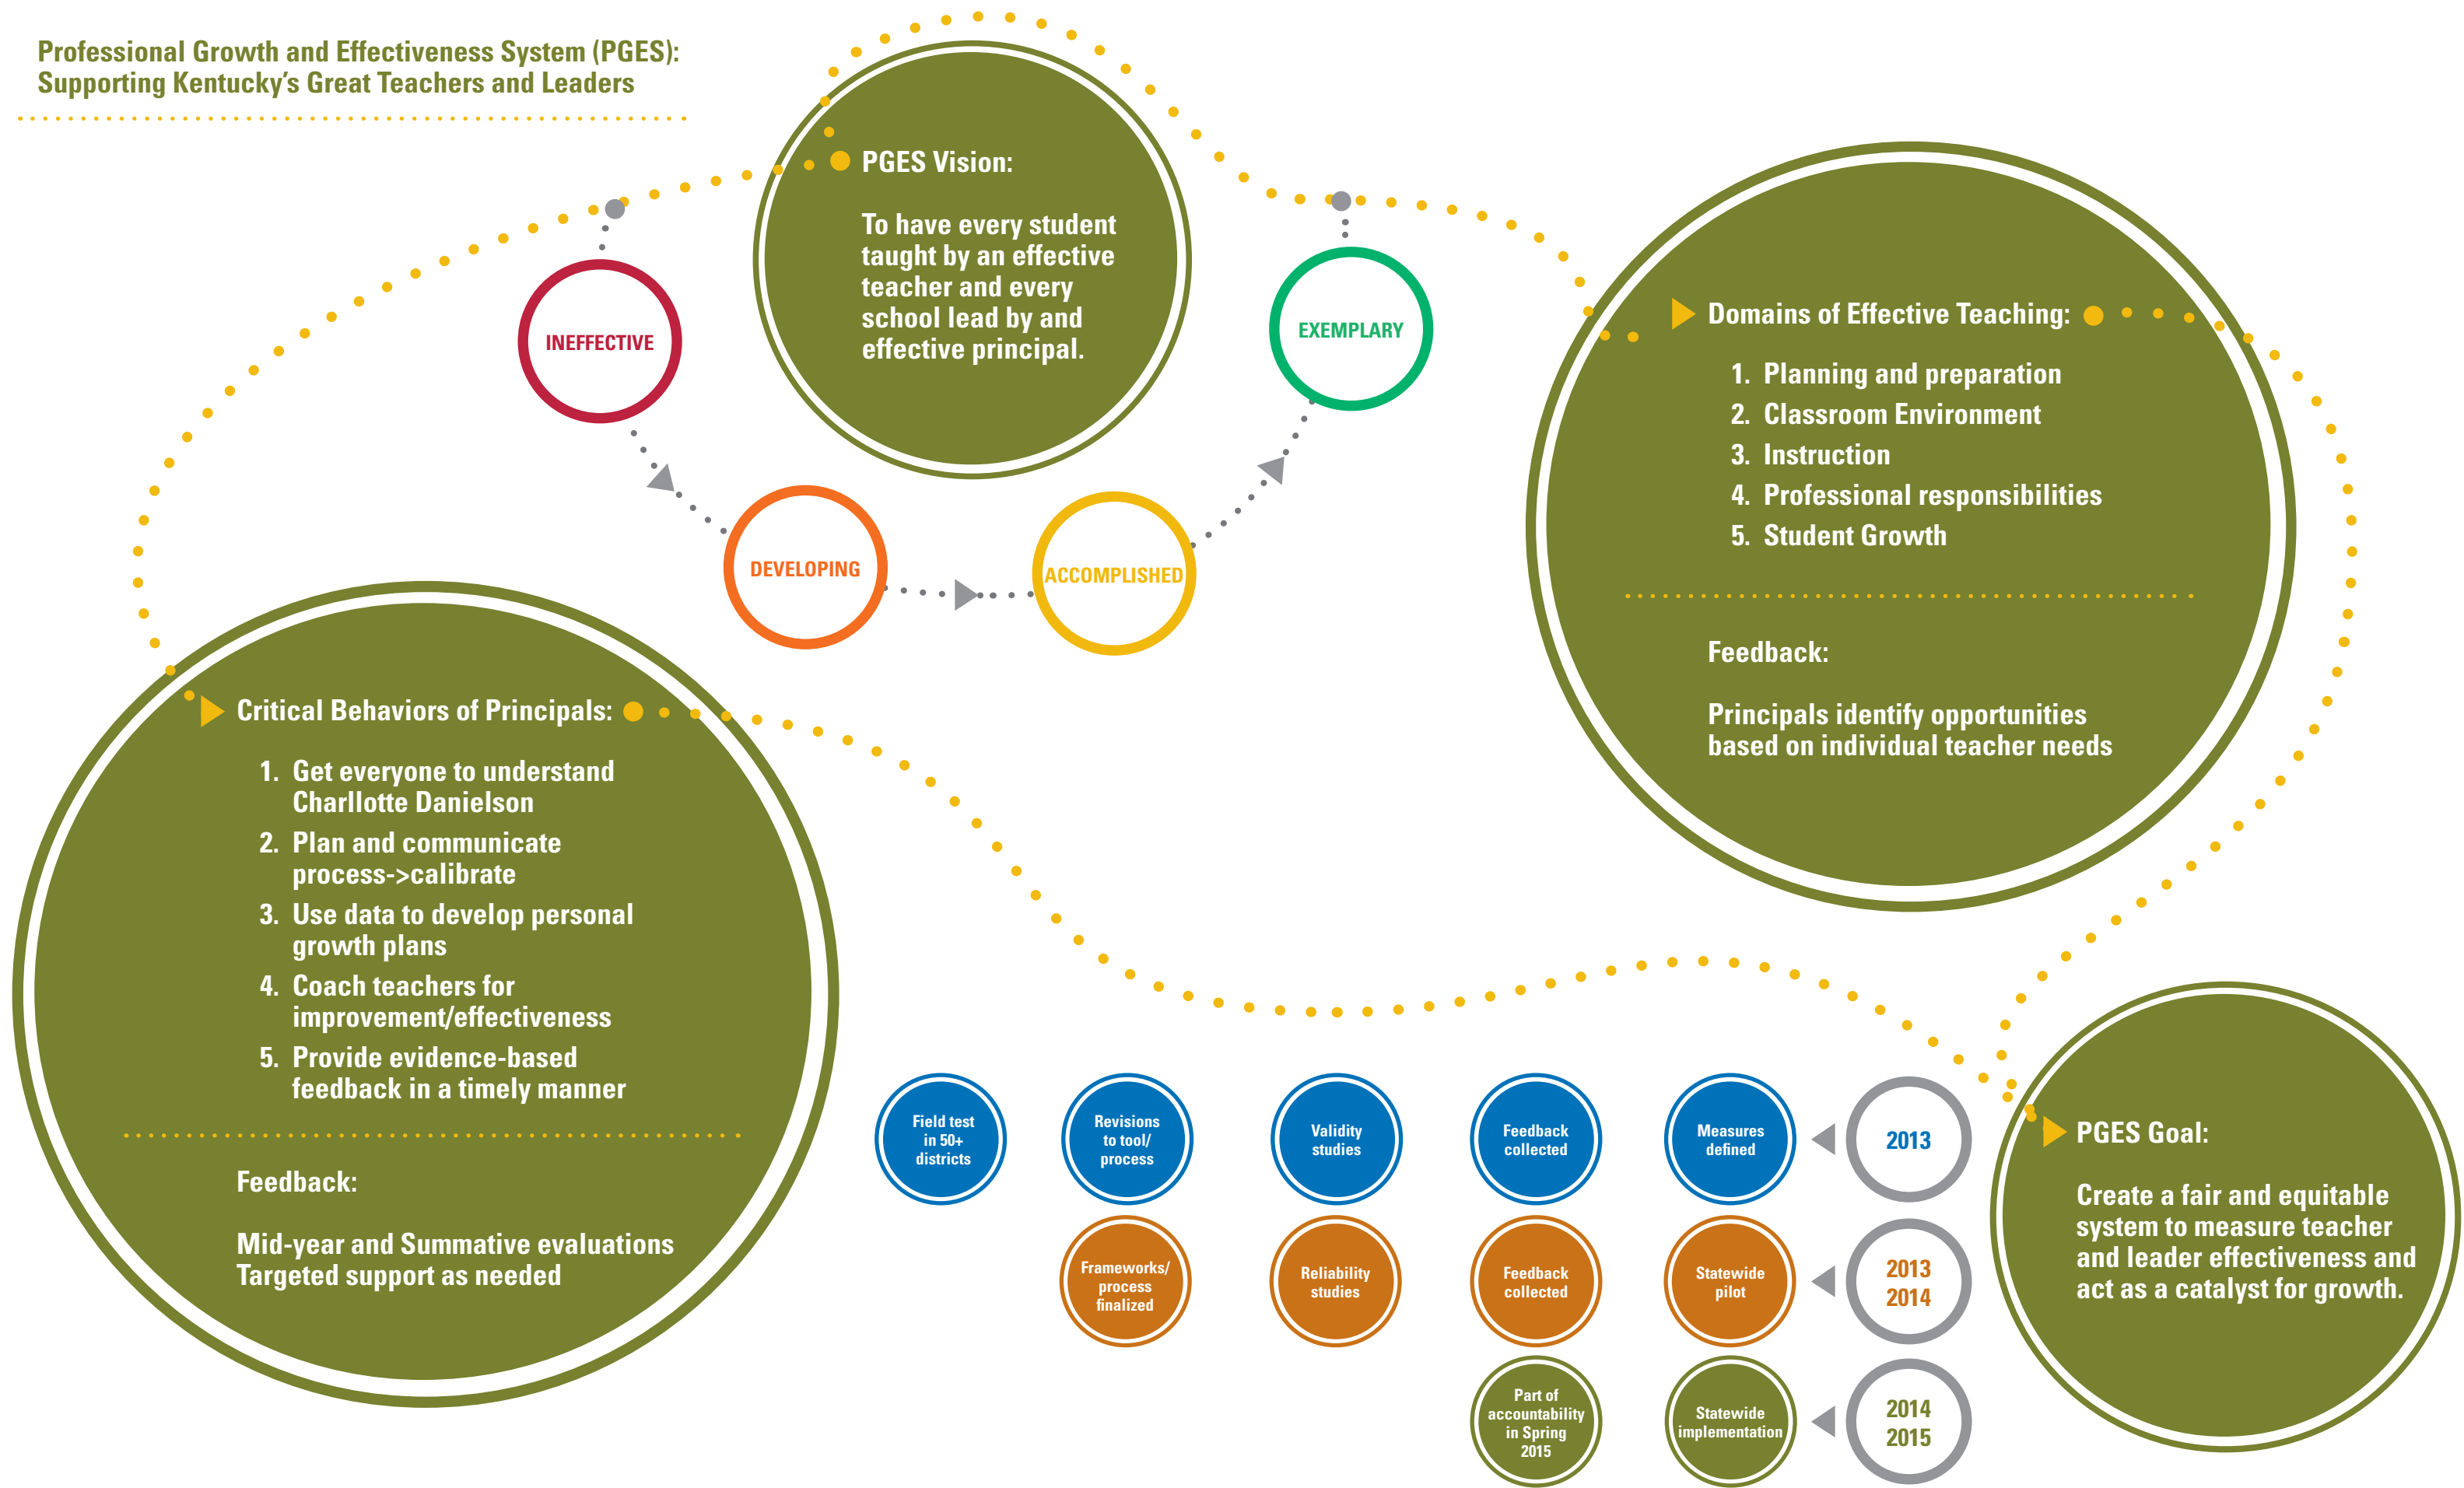 Professional Growth and Effectiveness System (PGES):
Supporting Kentucky's Great Teachers and Leaders
PGES Vision:
To have every student
taught by an effective
teacher and every
school lead by and
effective principal.
INEFFECTIVE
DEVELOPING
ACCOMPLISHED
EXEMPLARY
Domains of Effective Teaching:
1. Planning and preparation
2. Classroom Environment
3. Instruction
4. Professional responsibilities
5. Student Growth
Feedback:
Principals identify opportunities
based on individual teacher needs
Critical Behaviors of Principals:
1. Get everyone to understand
Charllotte Danielson
2. Plan and communicate
process->calibrate
3. Use data to develop personal
growth plans
4. Coach teachers for
improvement/effectiveness
5. Provide evidence-based
feedback in a timely manner
Feedback:
Mid-year and Summative evaluations
Targeted support as needed
Field test
in 50+
districts
Revisions
to tool/
process
Validity
studies
Feedback
collected
Measures
defined
2013
Frameworks/
process
finalized
Reliability
studies
Feedback
collected
Statewide
pilot
2013
2014
Part of
accountability
in Spring
2015
Statewide
implementation
2014
2015
PGES Goal:
Create a fair and equitable
system to measure teacher
and leader effectiveness and
act as a catalyst for growth.